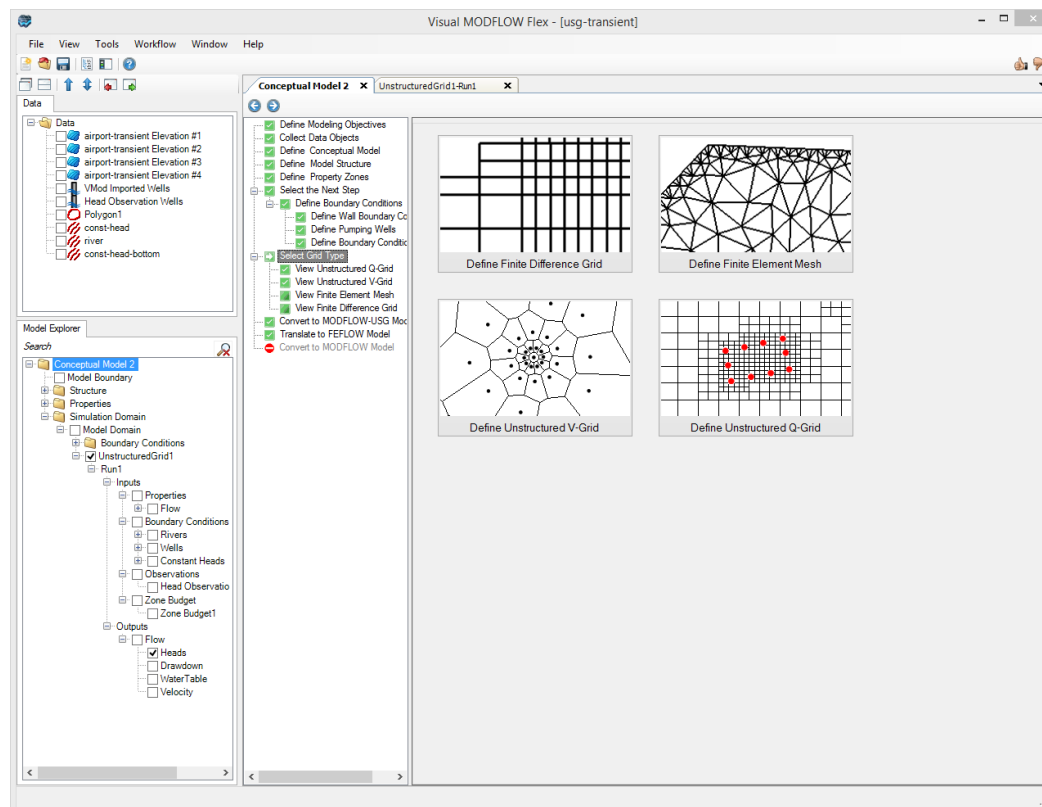 Visual MODFLOW Flex - [usg-transient]
File View Tools Workflow Window Help
Data
Data
airport-transient Elevation #1
airport-transient Elevation #2
airport-transient Elevation #3
airport-transient Elevation #4
VMod Imported Wells
Head Observation Wells
Polygon1
const-head
river
const-head-bottom
Model Explorer
Search
Conceptual Model 2
Model Boundary
Structure
Properties
Simulation Domain
Model Domain
Boundary Conditions
UnstructuredGrid1
Run1
Inputs
Properties
Flow
Boundary Conditions
Rivers
Wells
Constant Heads
Observations
Head Observatio
Zone Budget
Zone Budget1
Outputs
Flow
Heads
Drawdown
WaterTable
Velocity
Conceptual Model 2 UnstructuredGrid1-Run1
Define Modeling Objectives
Collect Data Objects
Define Conceptual Model
Define Model Structure
Define Property Zones
Select the Next Step
Define Boundary Conditions
Define Wall Boundary Co
Define Pumping Wells
Define Boundary Conditic
Select Grid Type
View Unstructured Q-Grid
View Unstructured V-Grid
View Finite Element Mesh
View Finite Difference Grid
Convert to MODFLOW-USG Moc
Translate to FEFLOW Model
Convert to MODFLOW Model
Define Finite Difference Grid
Define Finite Element Mesh
Define Unstructured V-Grid
Define Unstructured Q-Grid